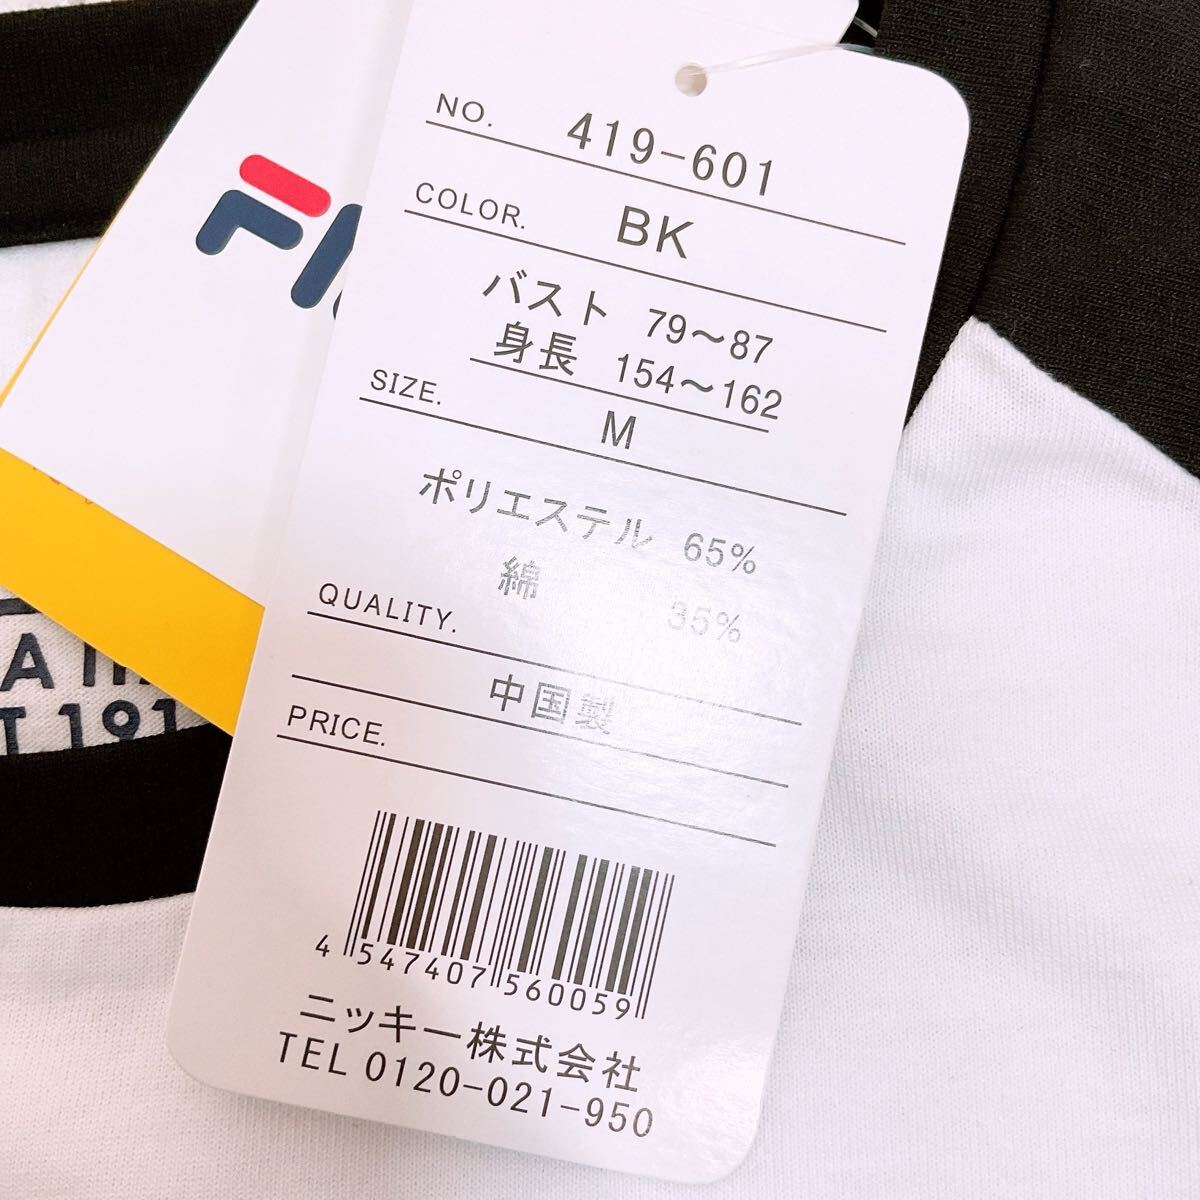 NO. 419-601
COLOR. BK
バスト 79～87
身長 154～162
SIZE. M
ポリエステル 65%
綿 35%
QUALITY.
中国製
PRICE.
4 547407 560059
ニッキー株式会社
TEL 0120-021-950